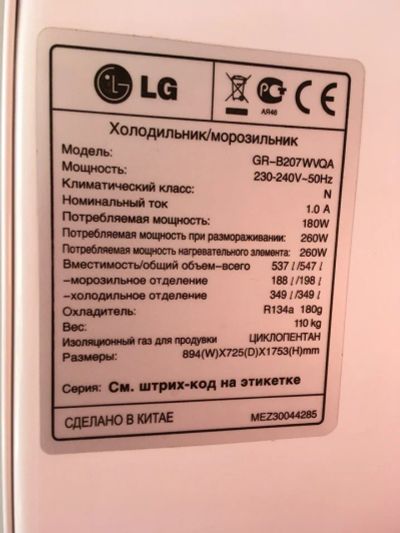 LG
АЯ46
Холодильник/морозильник
Модель: GR-B207WVQA
Мощность: 230-240V~50Hz
Климатический класс: N
Номинальный ток 1.0 A
Потребляемая мощность: 180W
Потребляемая мощность при размораживании: 260W
Потребляемая мощность нагревательного элемента: 260W
Вместимость/общий объем-всего 537 l/547 l
-морозильное отделение 188 l/198 l
-холодильное отделение 349 l/349 l
Охладитель: R134a 180g
Вес: 110 kg
Изоляционый газ для продувки ЦИКЛОПЕНТАН
Размеры: 894(W)X725(D)X1753(H)mm
Серия: См. штрих-код на этикетке
СДЕЛАНО В КИТАЕ MEZ30044285